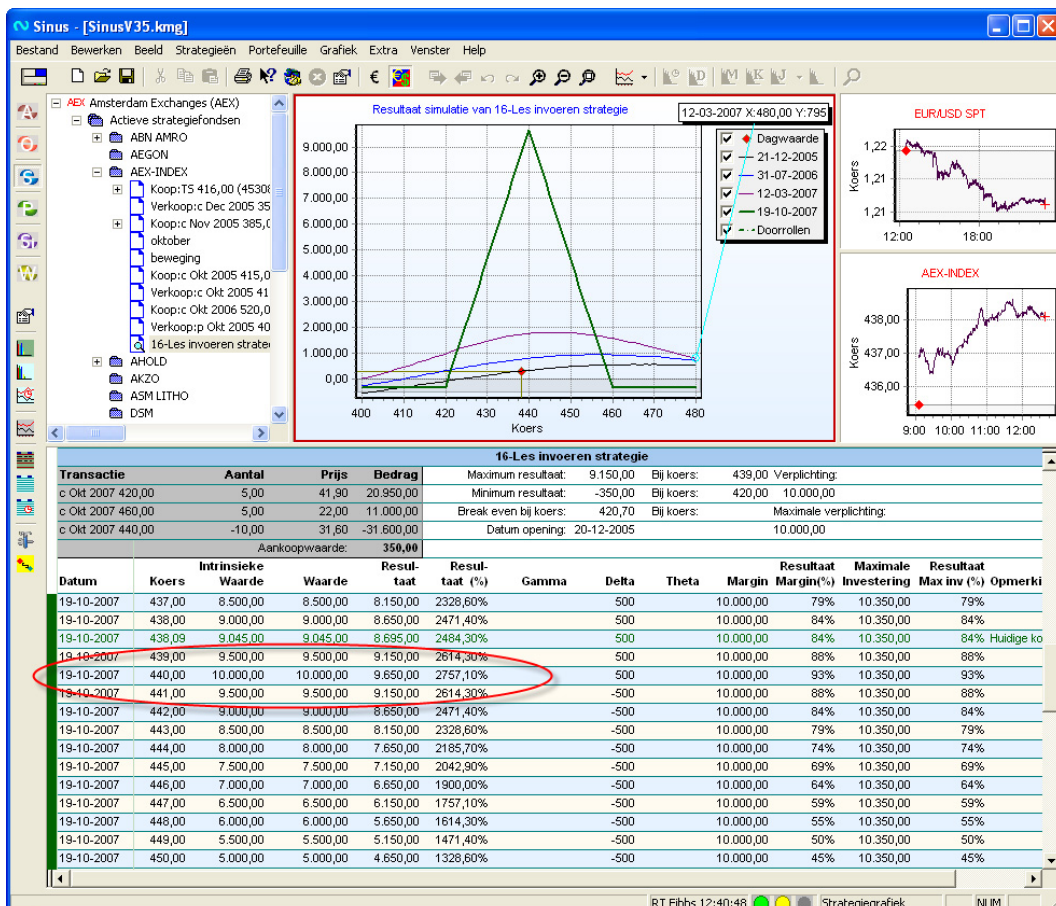 Sinus - [SinusV35.kmg]
Bestand Bewerken Beeld Strategieën Portefeuille Grafiek Extra Venster Help
AEX Amsterdam Exchanges (AEX)
Actieve strategiefondsen
ABN AMRO
AEGON
AEX-INDEX
Koop:TS 416,00 (45308
Verkoop:c Dec 2005 35
Koop:c Nov 2005 385,0
oktober
beweging
Koop:c Okt 2005 415,0
Verkoop:c Okt 2005 41
Koop:c Okt 2006 520,0
Verkoop:p Okt 2005 40
16-Les invoeren strate
AHOLD
AKZO
ASM LITHO
DSM
Resultaat simulatie van 16-Les invoeren strategie
12-03-2007 X:480,00 Y:795
Dagwaarde
21-12-2005
31-07-2006
12-03-2007
19-10-2007
Doorrollen
9.000,00
8.000,00
7.000,00
6.000,00
5.000,00
4.000,00
3.000,00
2.000,00
1.000,00
0,00
400 410 420 430 440 450 460 470 480
Koers
EUR/USD SPT
Koers
1,22
1,21
1,21
12:00 18:00
AEX-INDEX
Koers
438,00
437,00
436,00
9:00 10:00 11:00 12:00
16-Les invoeren strategie
Transactie Aantal Prijs Bedrag Maximum resultaat: 9.150,00 Bij koers: 439,00 Verplichting:
c Okt 2007 420,00 5,00 41,90 20.950,00 Minimum resultaat: -350,00 Bij koers: 420,00 10.000,00
c Okt 2007 460,00 5,00 22,00 11.000,00 Break even bij koers: 420,70 Bij koers: Maximale verplichting:
c Okt 2007 440,00 -10,00 31,60 -31.600,00 Datum opening: 20-12-2005 10.000,00
Aankoopwaarde: 350,00
Intrinsieke Resul- Resul- Resultaat Maximale Resultaat
Datum Koers Waarde Waarde taat taat (%) Gamma Delta Theta Margin Margin(%) Investering Max inv (%) Opmerki
19-10-2007 437,00 8.500,00 8.500,00 8.150,00 2328,60% 500 10.000,00 79% 10.350,00 79%
19-10-2007 438,00 9.000,00 9.000,00 8.650,00 2471,40% 500 10.000,00 84% 10.350,00 84%
19-10-2007 438,09 9.045,00 9.045,00 8.695,00 2484,30% 500 10.000,00 84% 10.350,00 84% Huidige ko
19-10-2007 439,00 9.500,00 9.500,00 9.150,00 2614,30% 500 10.000,00 88% 10.350,00 88%
19-10-2007 440,00 10.000,00 10.000,00 9.650,00 2757,10% 500 10.000,00 93% 10.350,00 93%
19-10-2007 441,00 9.500,00 9.500,00 9.150,00 2614,30% -500 10.000,00 88% 10.350,00 88%
19-10-2007 442,00 9.000,00 9.000,00 8.650,00 2471,40% -500 10.000,00 84% 10.350,00 84%
19-10-2007 443,00 8.500,00 8.500,00 8.150,00 2328,60% -500 10.000,00 79% 10.350,00 79%
19-10-2007 444,00 8.000,00 8.000,00 7.650,00 2185,70% -500 10.000,00 74% 10.350,00 74%
19-10-2007 445,00 7.500,00 7.500,00 7.150,00 2042,90% -500 10.000,00 69% 10.350,00 69%
19-10-2007 446,00 7.000,00 7.000,00 6.650,00 1900,00% -500 10.000,00 64% 10.350,00 64%
19-10-2007 447,00 6.500,00 6.500,00 6.150,00 1757,10% -500 10.000,00 59% 10.350,00 59%
19-10-2007 448,00 6.000,00 6.000,00 5.650,00 1614,30% -500 10.000,00 55% 10.350,00 55%
19-10-2007 449,00 5.500,00 5.500,00 5.150,00 1471,40% -500 10.000,00 50% 10.350,00 50%
19-10-2007 450,00 5.000,00 5.000,00 4.650,00 1328,60% -500 10.000,00 45% 10.350,00 45%
RT Fibbs 12:40:48 Strategiegrafiek NUM